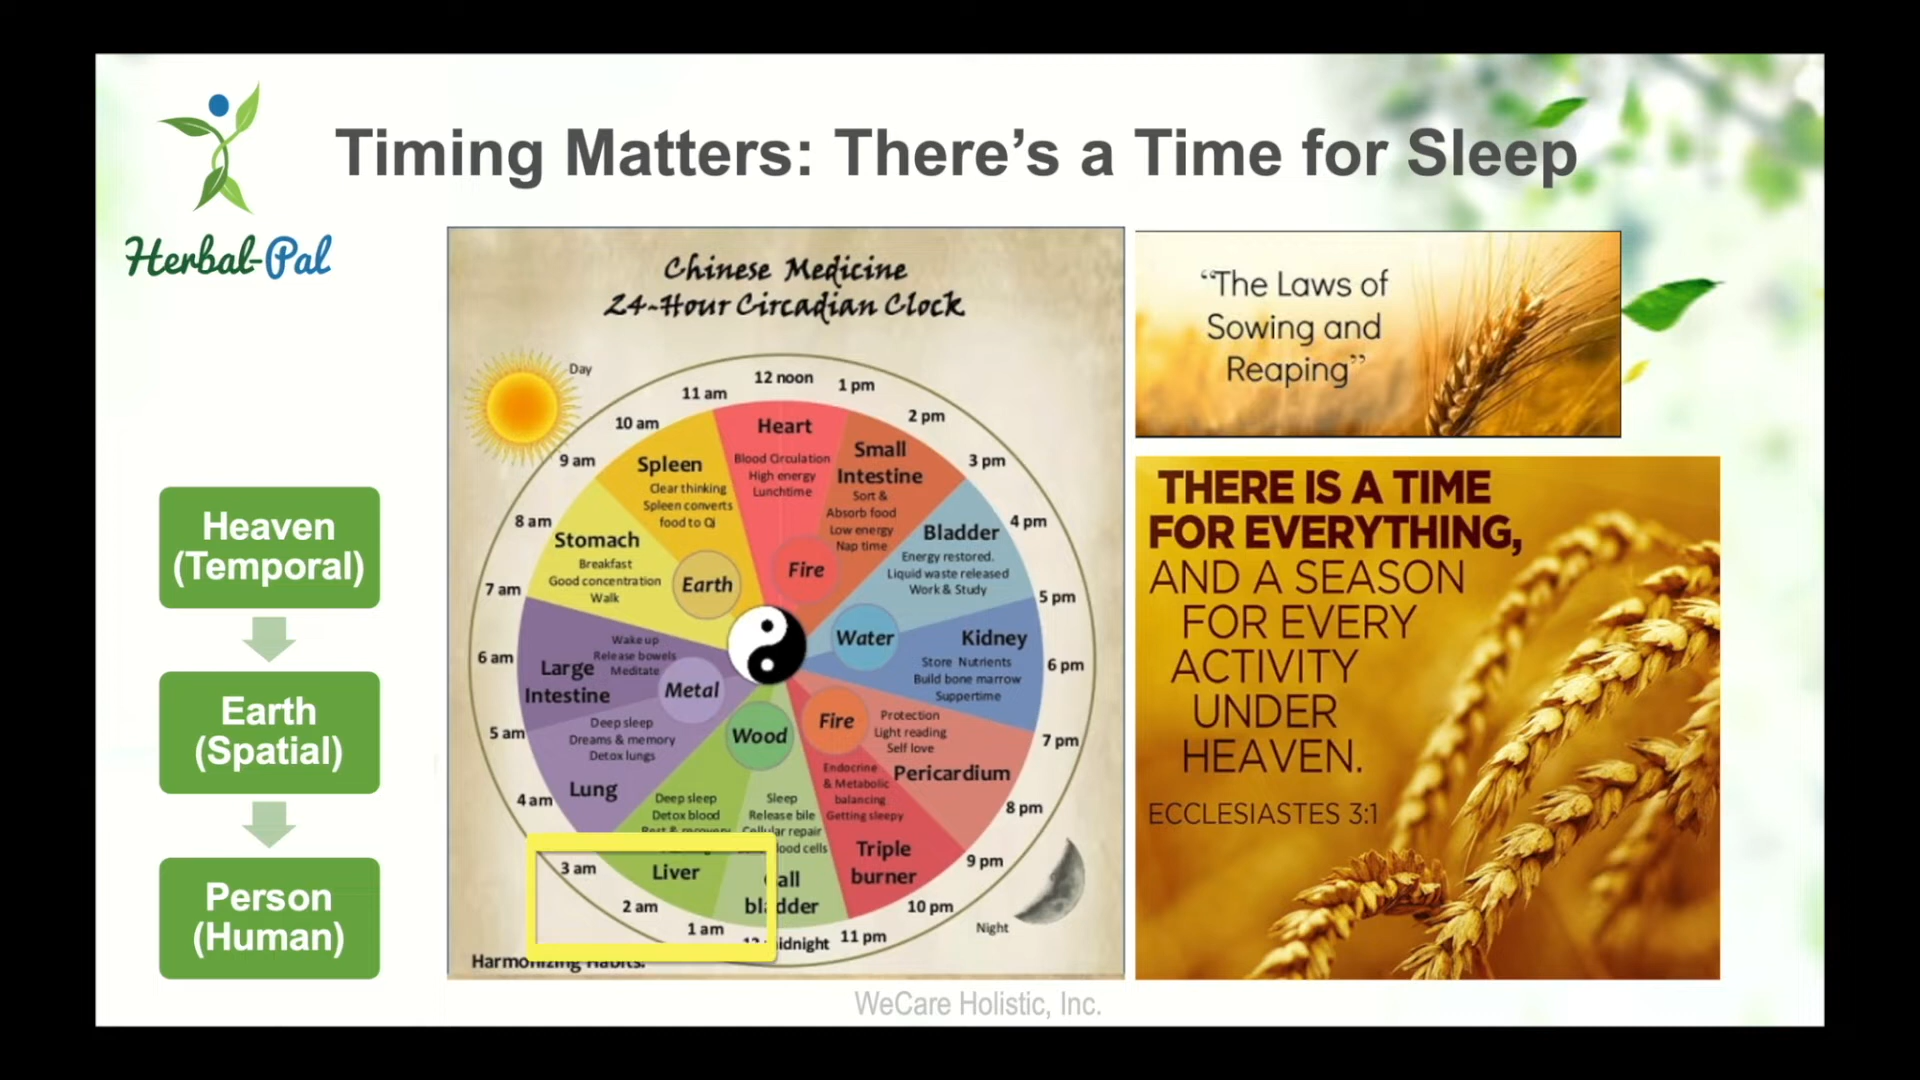 Timing Matters: There’s a Time for Sleep
Herbal-Pal
Heaven
(Temporal)
Earth
(Spatial)
Person
(Human)
Chinese Medicine
24-Hour Circadian Clock
Day
12 noon
1 pm
2 pm
3 pm
4 pm
5 pm
6 pm
7 pm
8 pm
9 pm
10 pm
11 pm
1 am
2 am
3 am
4 am
5 am
6 am
7 am
8 am
9 am
10 am
11 am
Night
Heart
Blood Circulation
High energy
Lunchtime
Small
Intestine
Sort &
Absorb food
Low energy
Nap time
Bladder
Energy restored.
Liquid waste released
Work & Study
Kidney
Store Nutrients
Build bone marrow
Suppertime
Protection
Light reading
Self love
Pericardium
Endocrine
& Metabolic
balancing
Getting sleepy
Triple
burner
Sleep
Release bile
Cellular repair
cells
Deep sleep
Detox blood
Rest & recovery
Liver
Deep sleep
Dreams & memory
Detox lungs
Lung
Wake up
Release bowels
Meditate
Large
Intestine
Stomach
Breakfast
Good concentration
Walk
Spleen
Clear thinking
Spleen converts
food to Qi
Earth
Fire
Water
Fire
Wood
Metal
Harmonizing Habits:
“The Laws of
Sowing and
Reaping”
THERE IS A TIME
FOR EVERYTHING,
AND A SEASON
FOR EVERY
ACTIVITY
UNDER
HEAVEN.
ECCLESIASTES 3:1
WeCare Holistic, Inc.